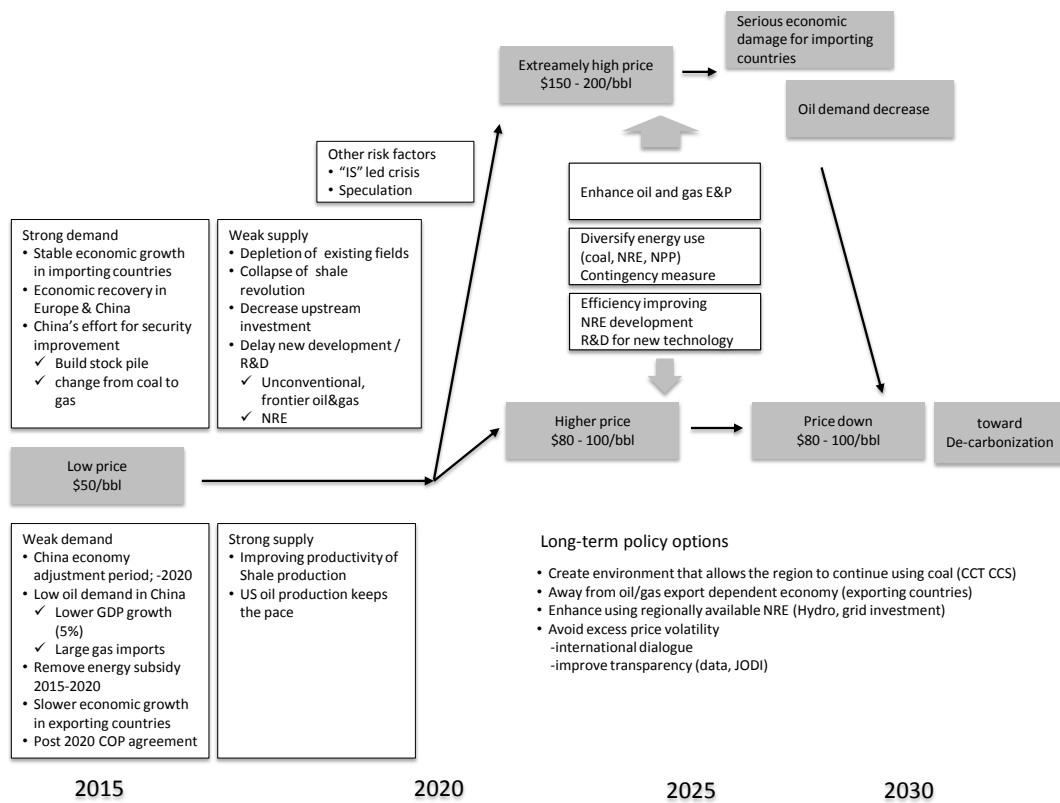 Serious economic
damage for importing
countries
Extreamely high price
$150 - 200/bbl
Oil demand decrease
Other risk factors
• “IS” led crisis
• Speculation
Enhance oil and gas E&P
Diversify energy use
(coal, NRE, NPP)
Contingency measure
Efficiency improving
NRE development
R&D for new technology
Strong demand
• Stable economic growth
in importing countries
• Economic recovery in
Europe & China
• China’s effort for security
improvement
✓ Build stock pile
✓ change from coal to
gas
Weak supply
• Depletion of existing fields
• Collapse of shale
revolution
• Decrease upstream
investment
• Delay new development /
R&D
✓ Unconventional,
frontier oil&gas
✓ NRE
Higher price
$80 - 100/bbl
Price down
$80 - 100/bbl
toward
De-carbonization
Low price
$50/bbl
Weak demand
• China economy
adjustment period; -2020
• Low oil demand in China
✓ Lower GDP growth
(5%)
✓ Large gas imports
• Remove energy subsidy
2015-2020
• Slower economic growth
in exporting countries
• Post 2020 COP agreement
Strong supply
• Improving productivity of
Shale production
• US oil production keeps
the pace
Long-term policy options
• Create environment that allows the region to continue using coal (CCT CCS)
• Away from oil/gas export dependent economy (exporting countries)
• Enhance using regionally available NRE (Hydro, grid investment)
• Avoid excess price volatility
-international dialogue
-improve transparency (data, JODI)
2015
2020
2025
2030